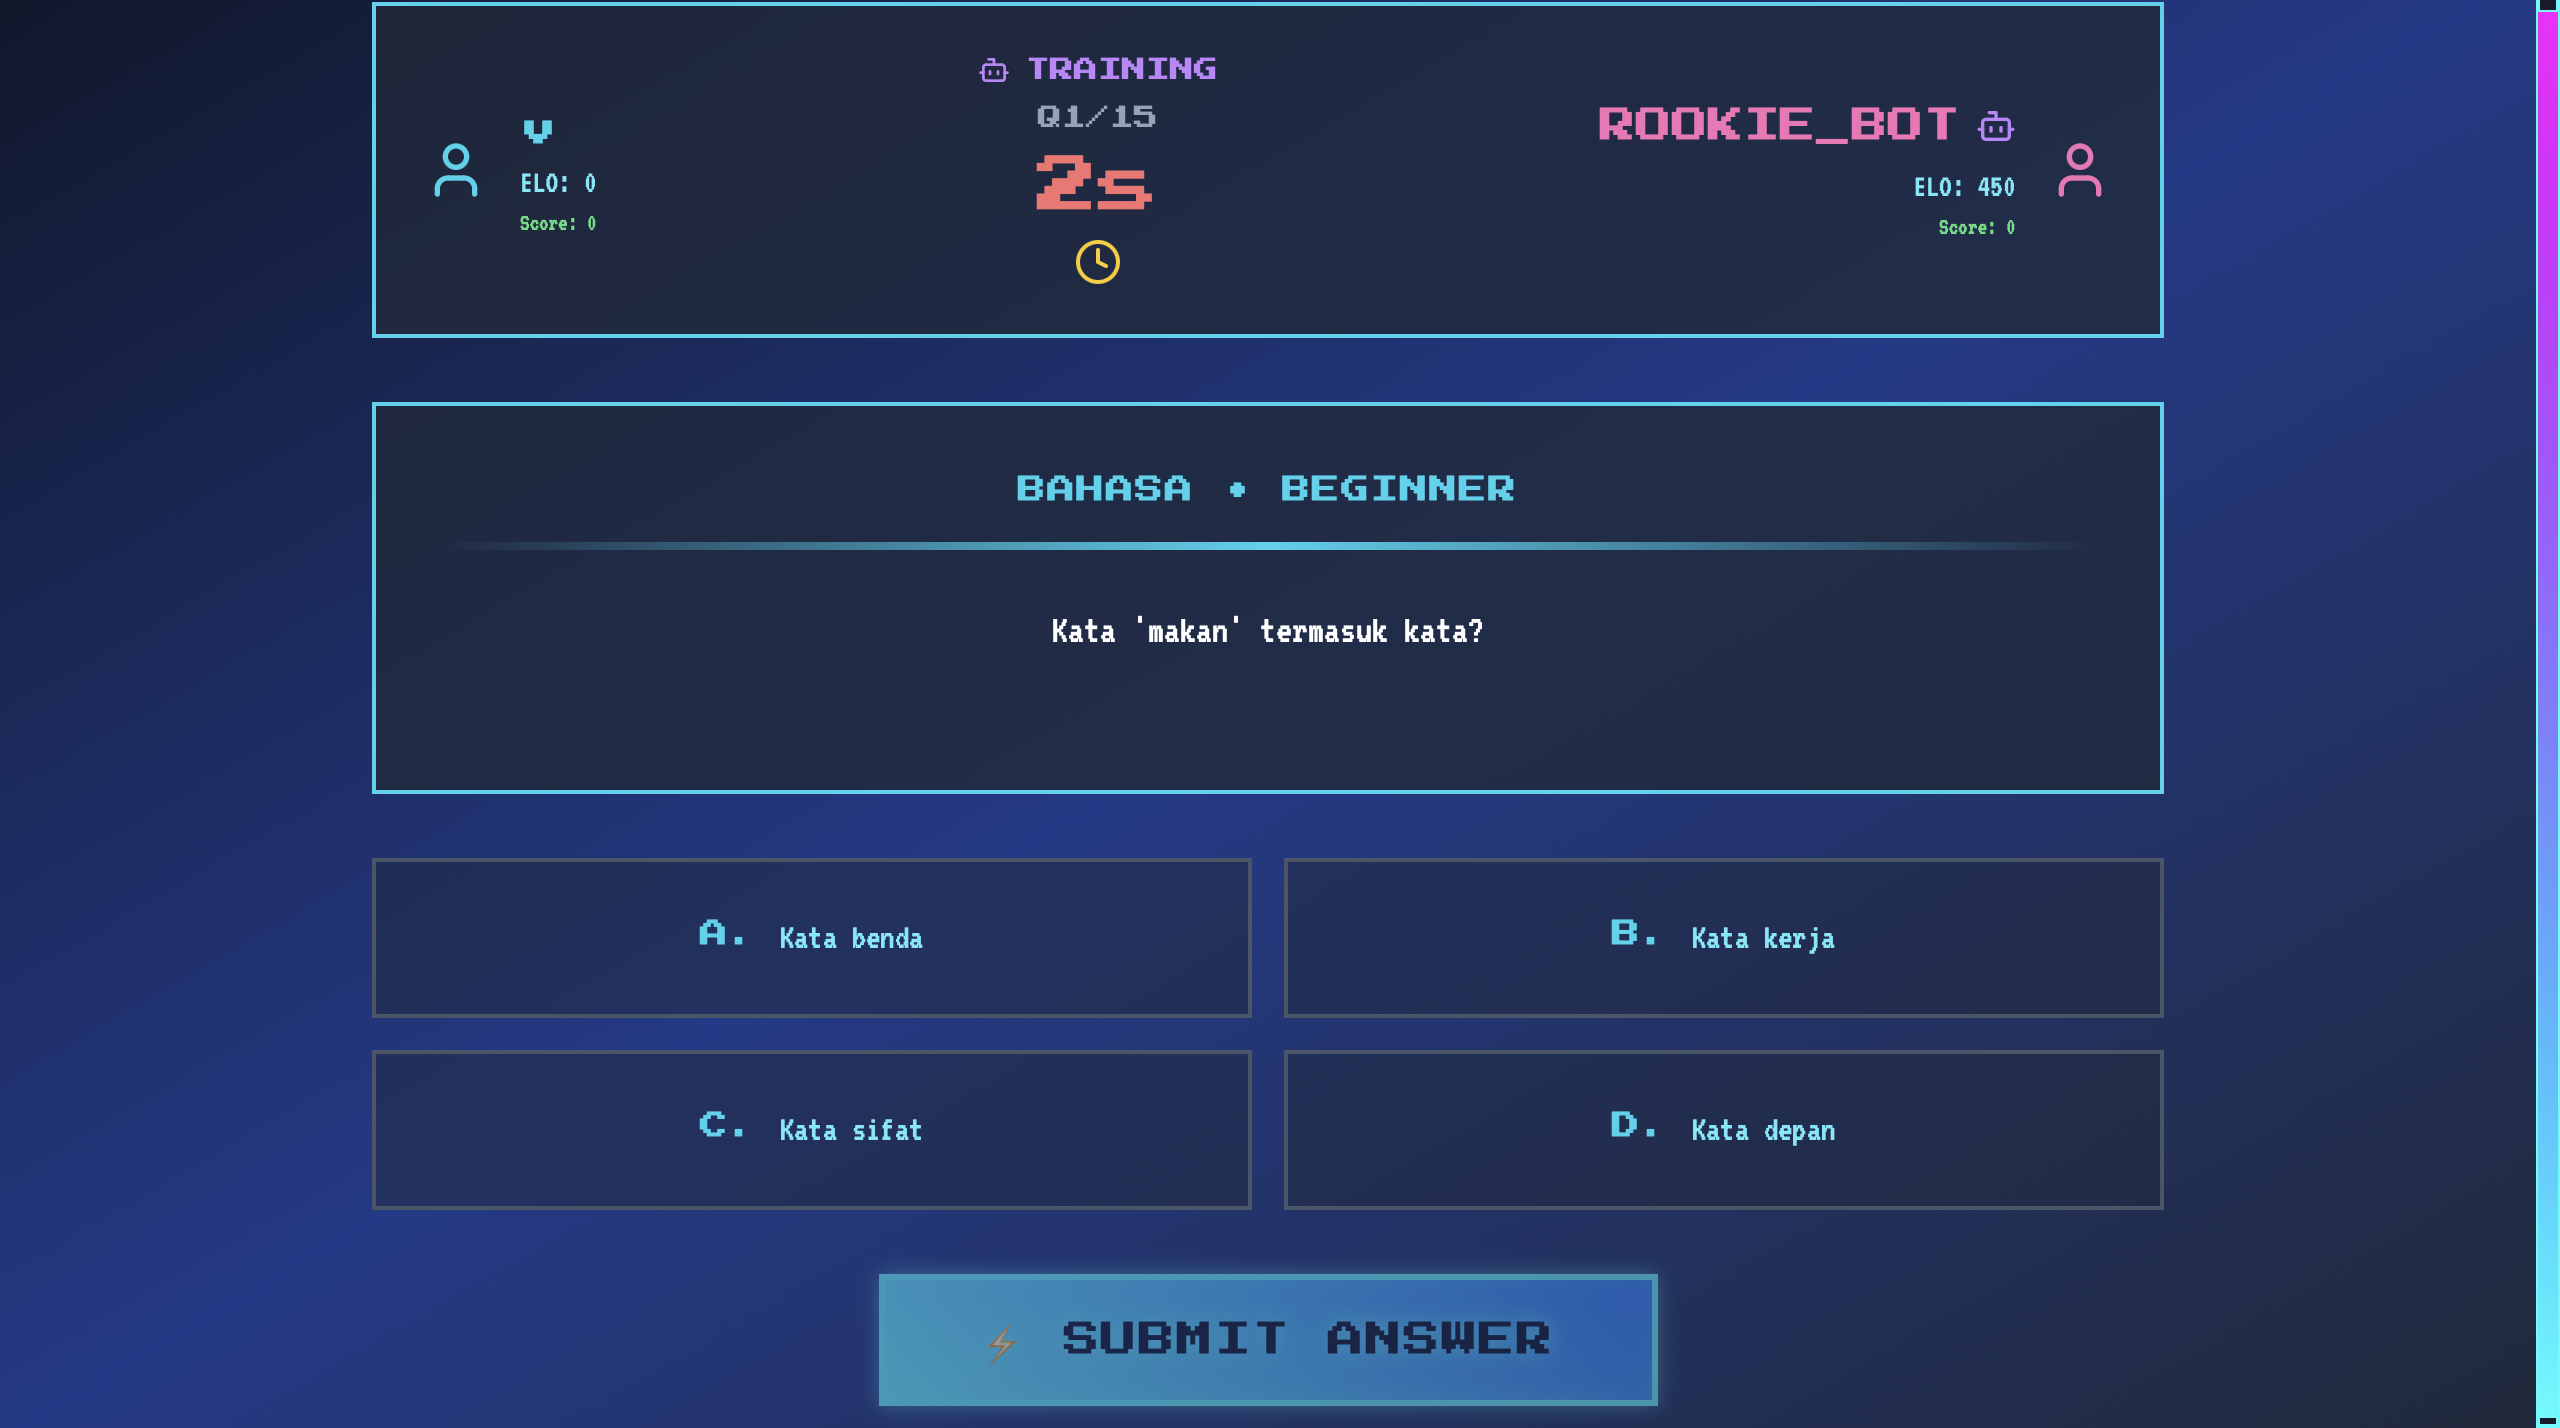 TRAINING
Q1/15
2s
v
ELO: 0
Score: 0
ROOKIE_BOT
ELO: 450
Score: 0
BAHASA • BEGINNER
Kata 'makan' termasuk kata?
A. Kata benda
B. Kata kerja
C. Kata sifat
D. Kata depan
⚡ SUBMIT ANSWER